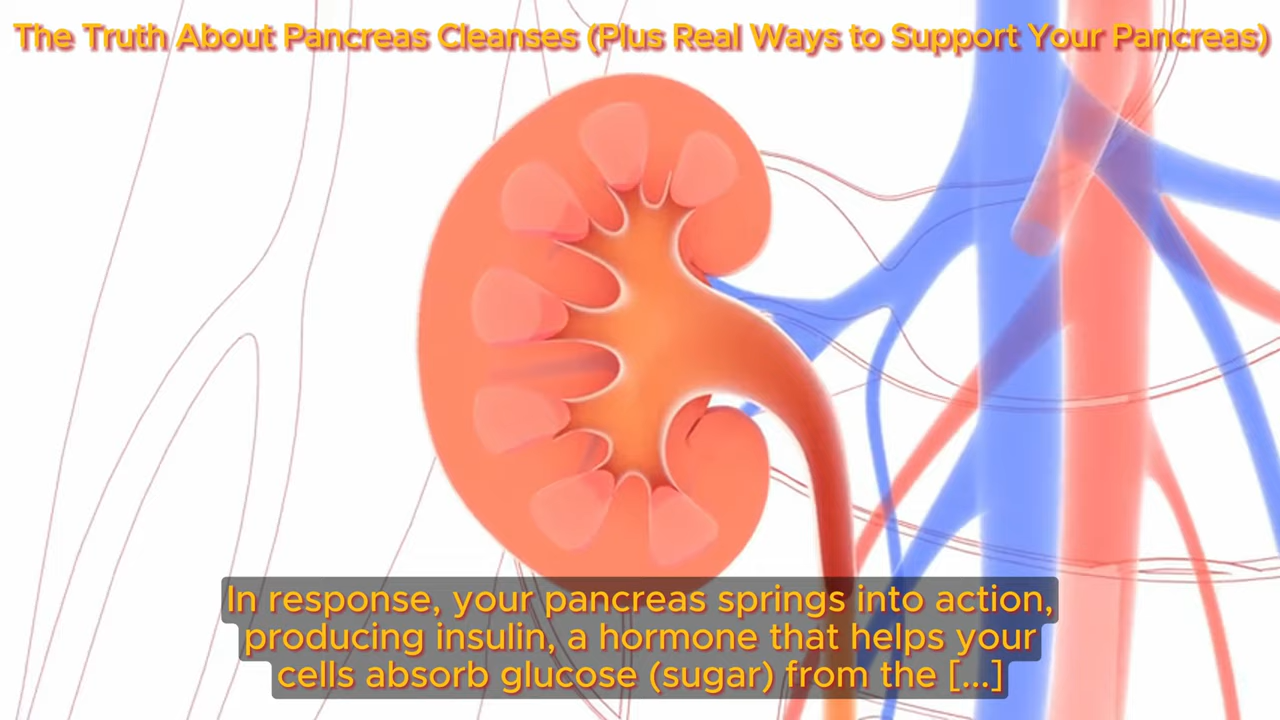 The Truth About Pancreas Cleanses (Plus Real Ways to Support Your Pancreas)
In response, your pancreas springs into action,
producing insulin, a hormone that helps your
cells absorb glucose (sugar) from the [...]